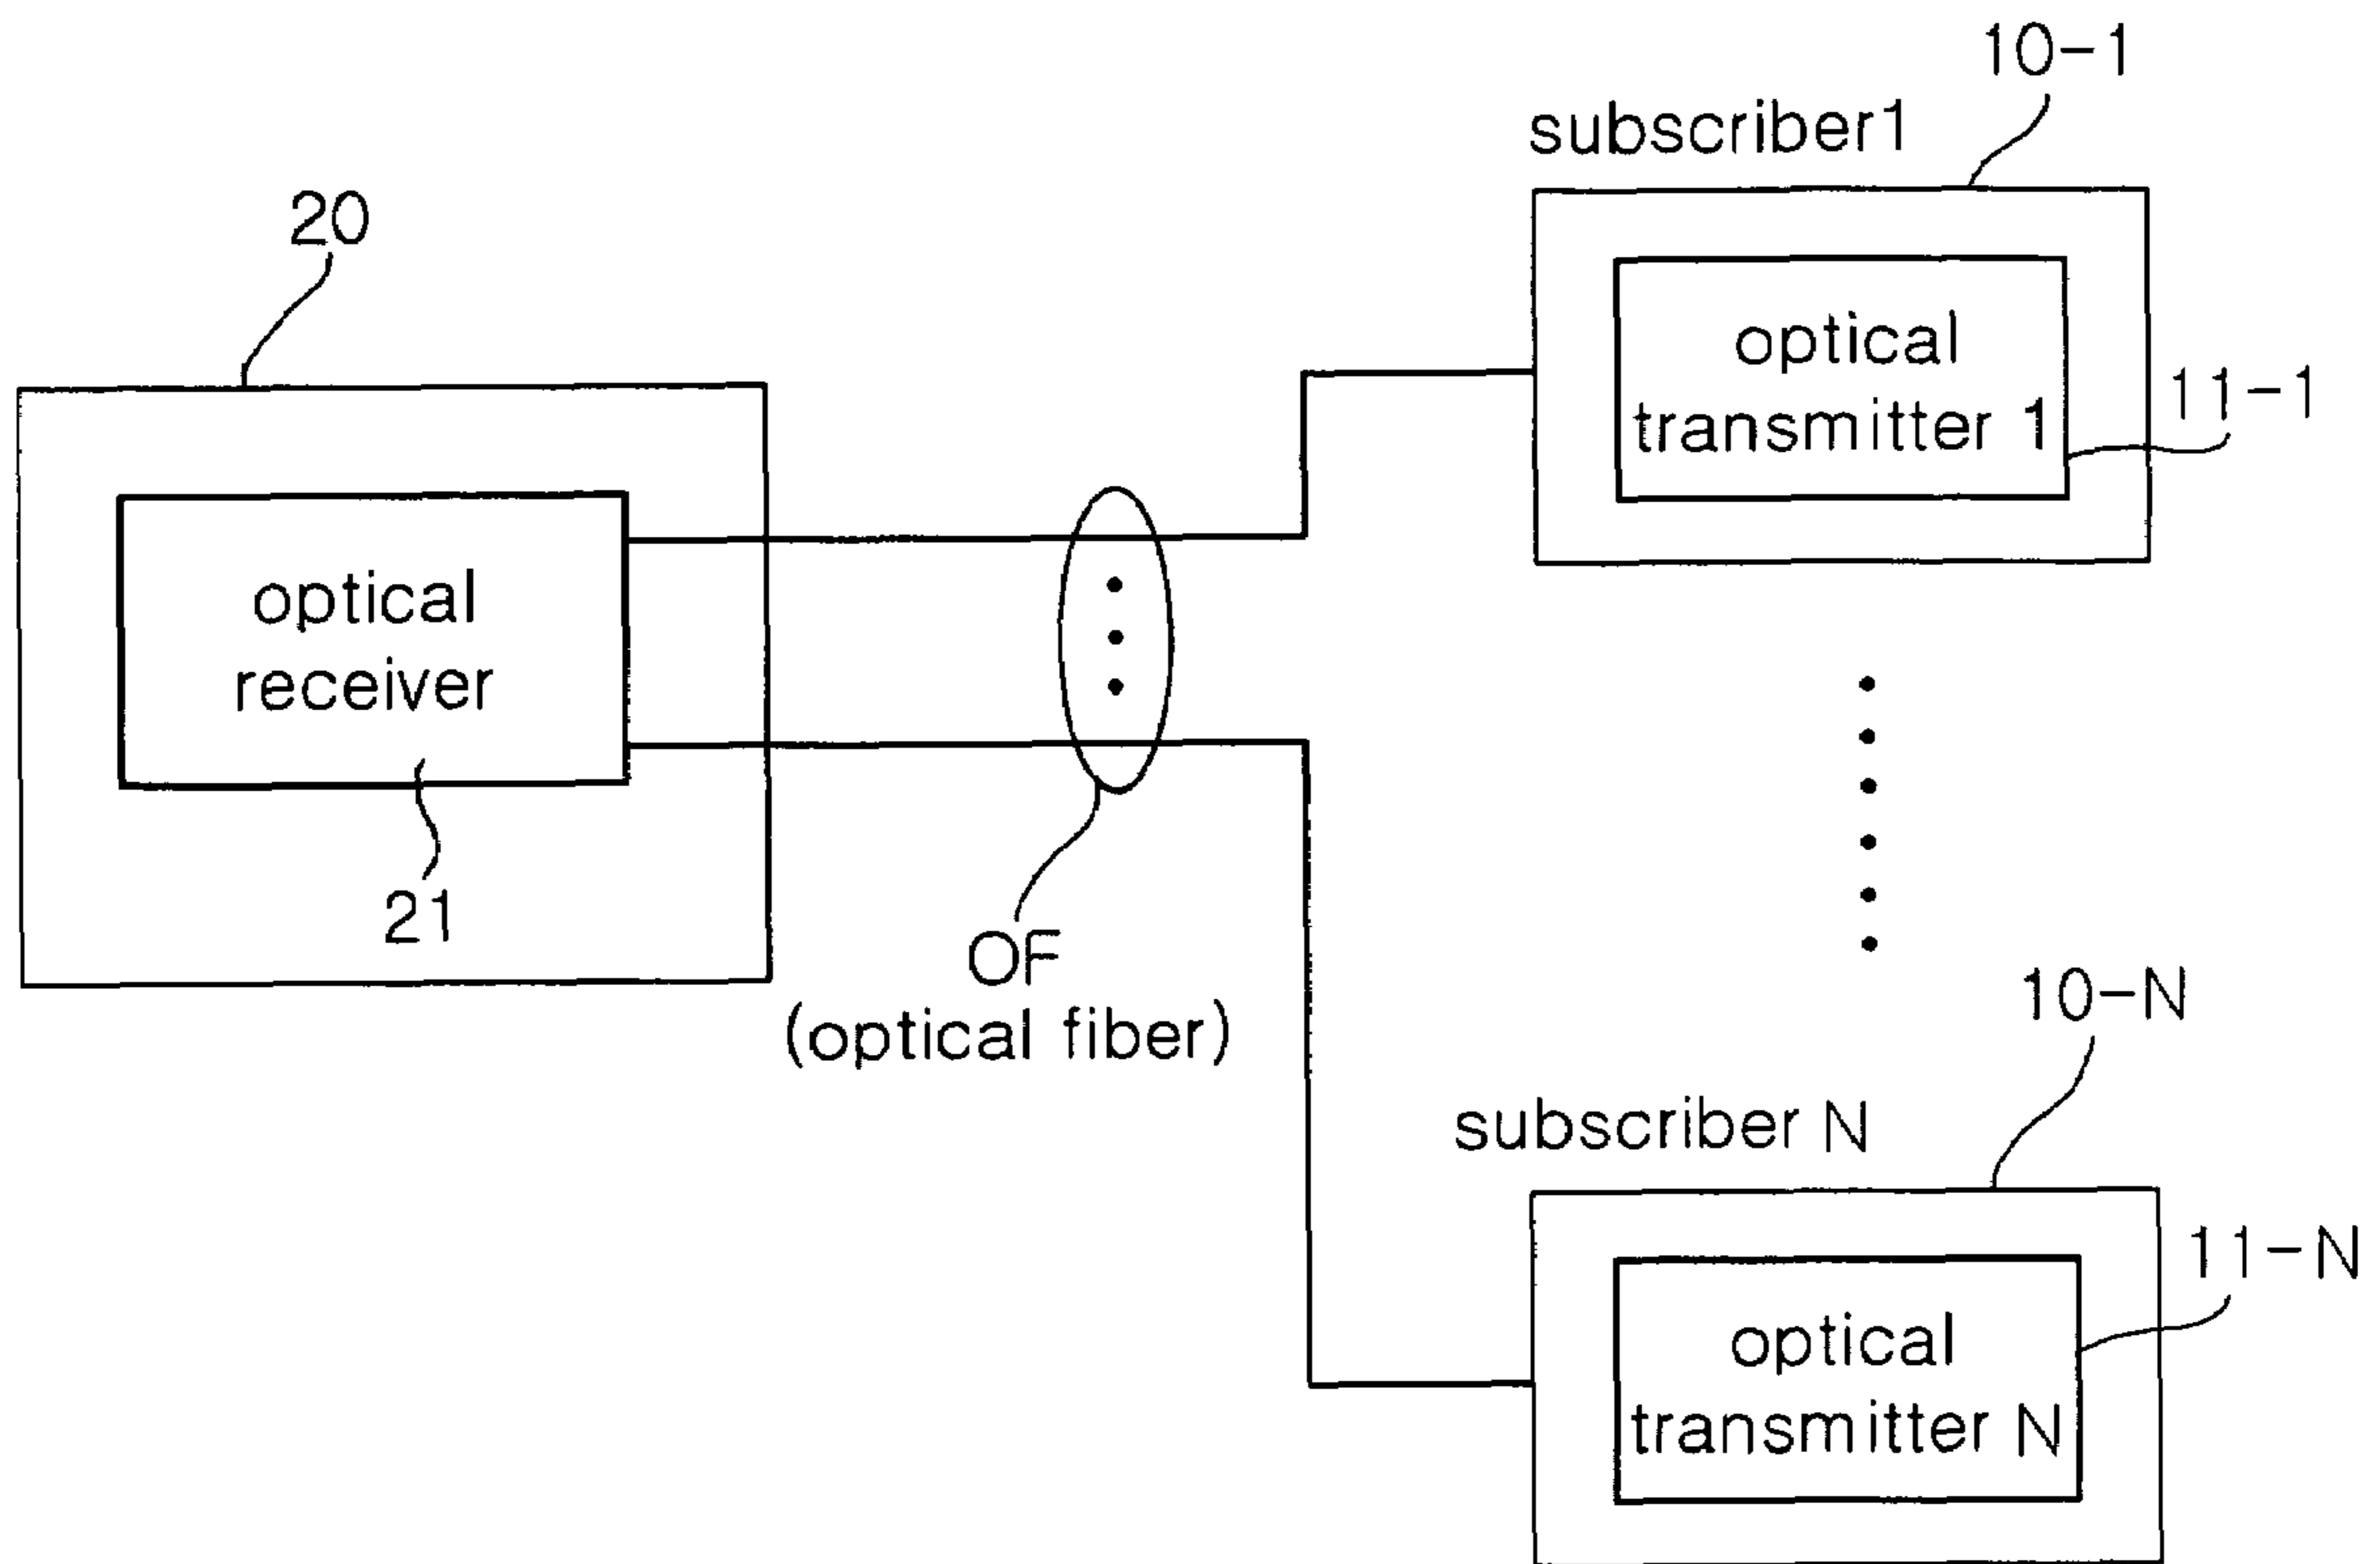 20
optical
receiver
21
OF
(optical fiber)
10-1
subscriber1
optical
transmitter 1
11-1
10-N
subscriber N
optical
transmitter N
11-N